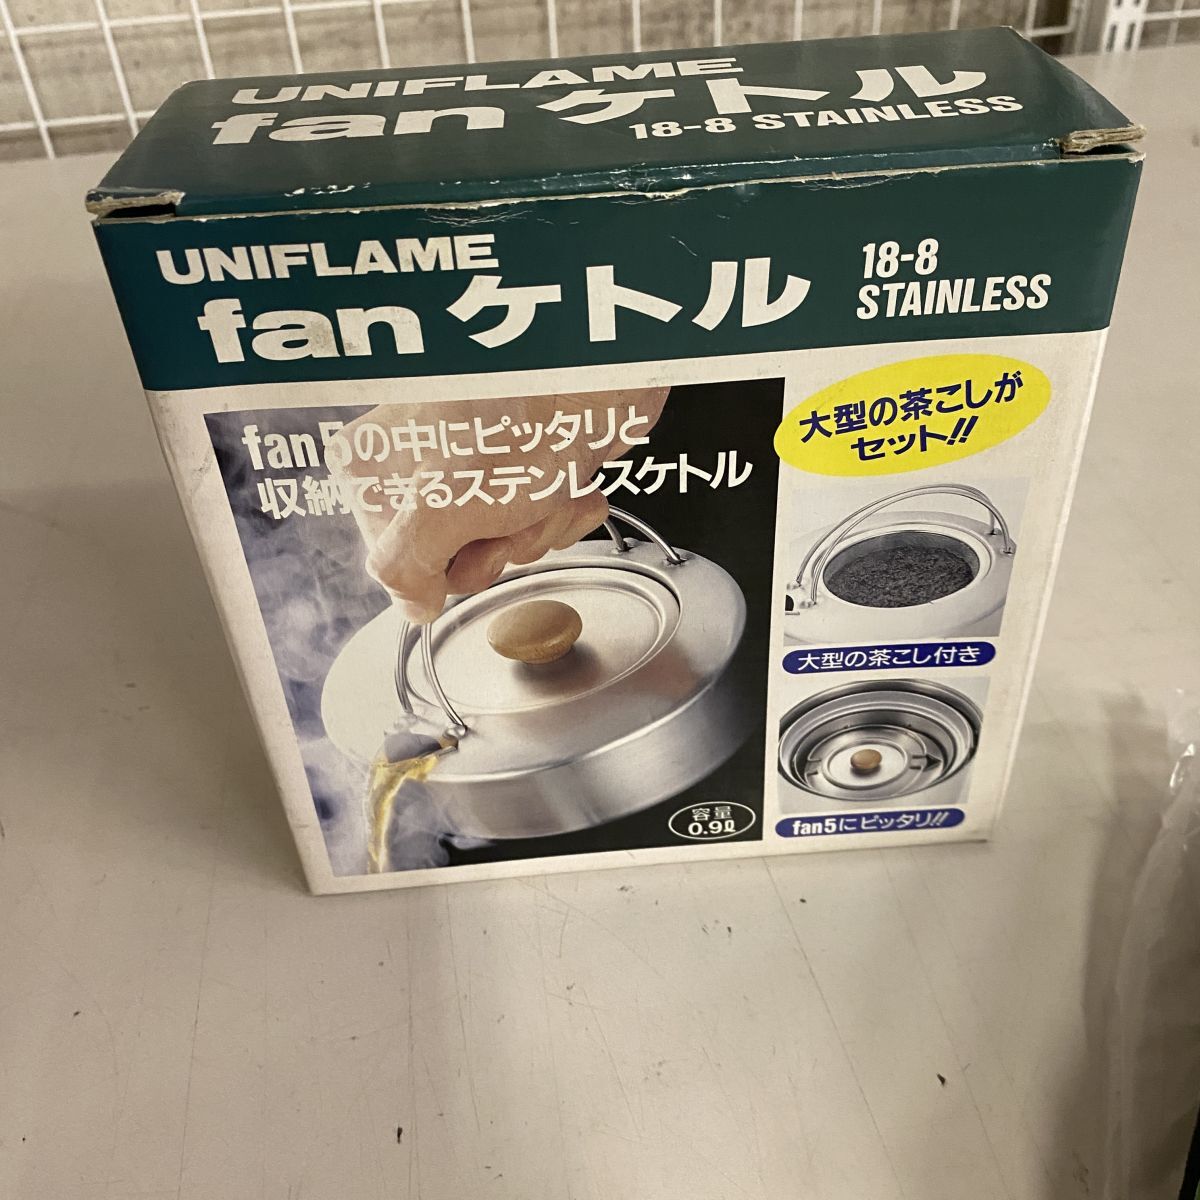 UNIFLAME
fan ケトル
18-8 STAINLESS
UNIFLAME
fan ケトル
18-8
STAINLESS
fan5の中にピッタリと
収納できるステンレスケトル
大型の茶こしが
セット!!
大型の茶こし付き
容量
0.9ℓ
fan5にピッタリ!!